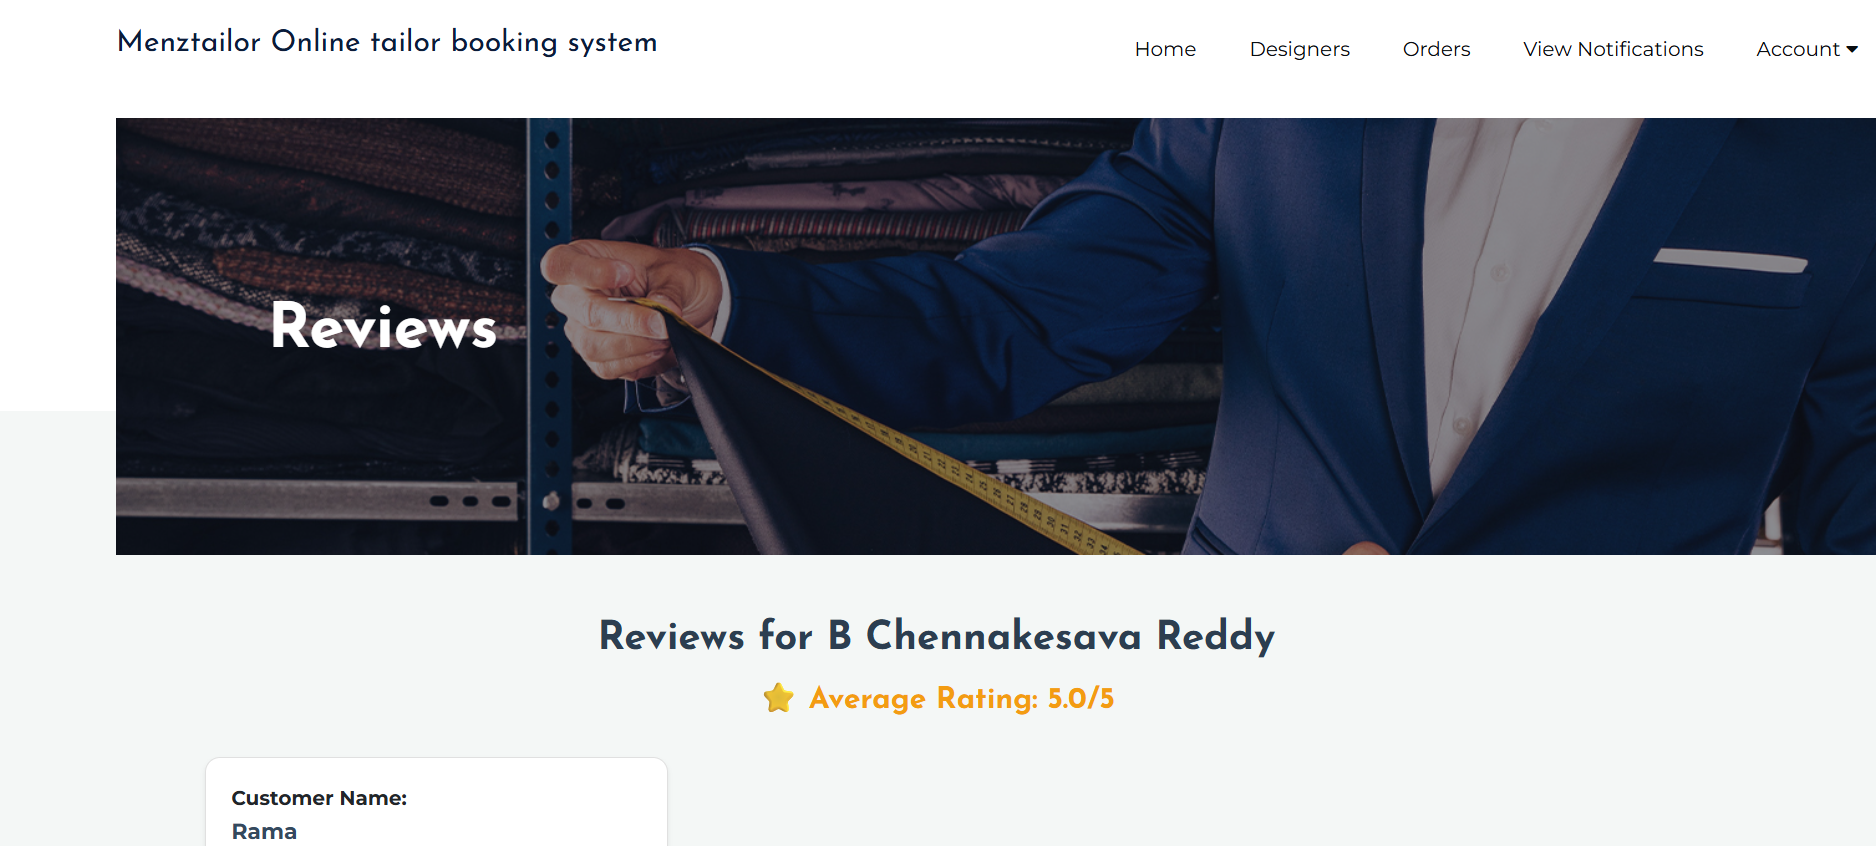 Menztailor Online tailor booking system
Home Designers Orders View Notifications Account
Reviews
Reviews for B Chennakesava Reddy
Average Rating: 5.0/5
Customer Name:
Rama